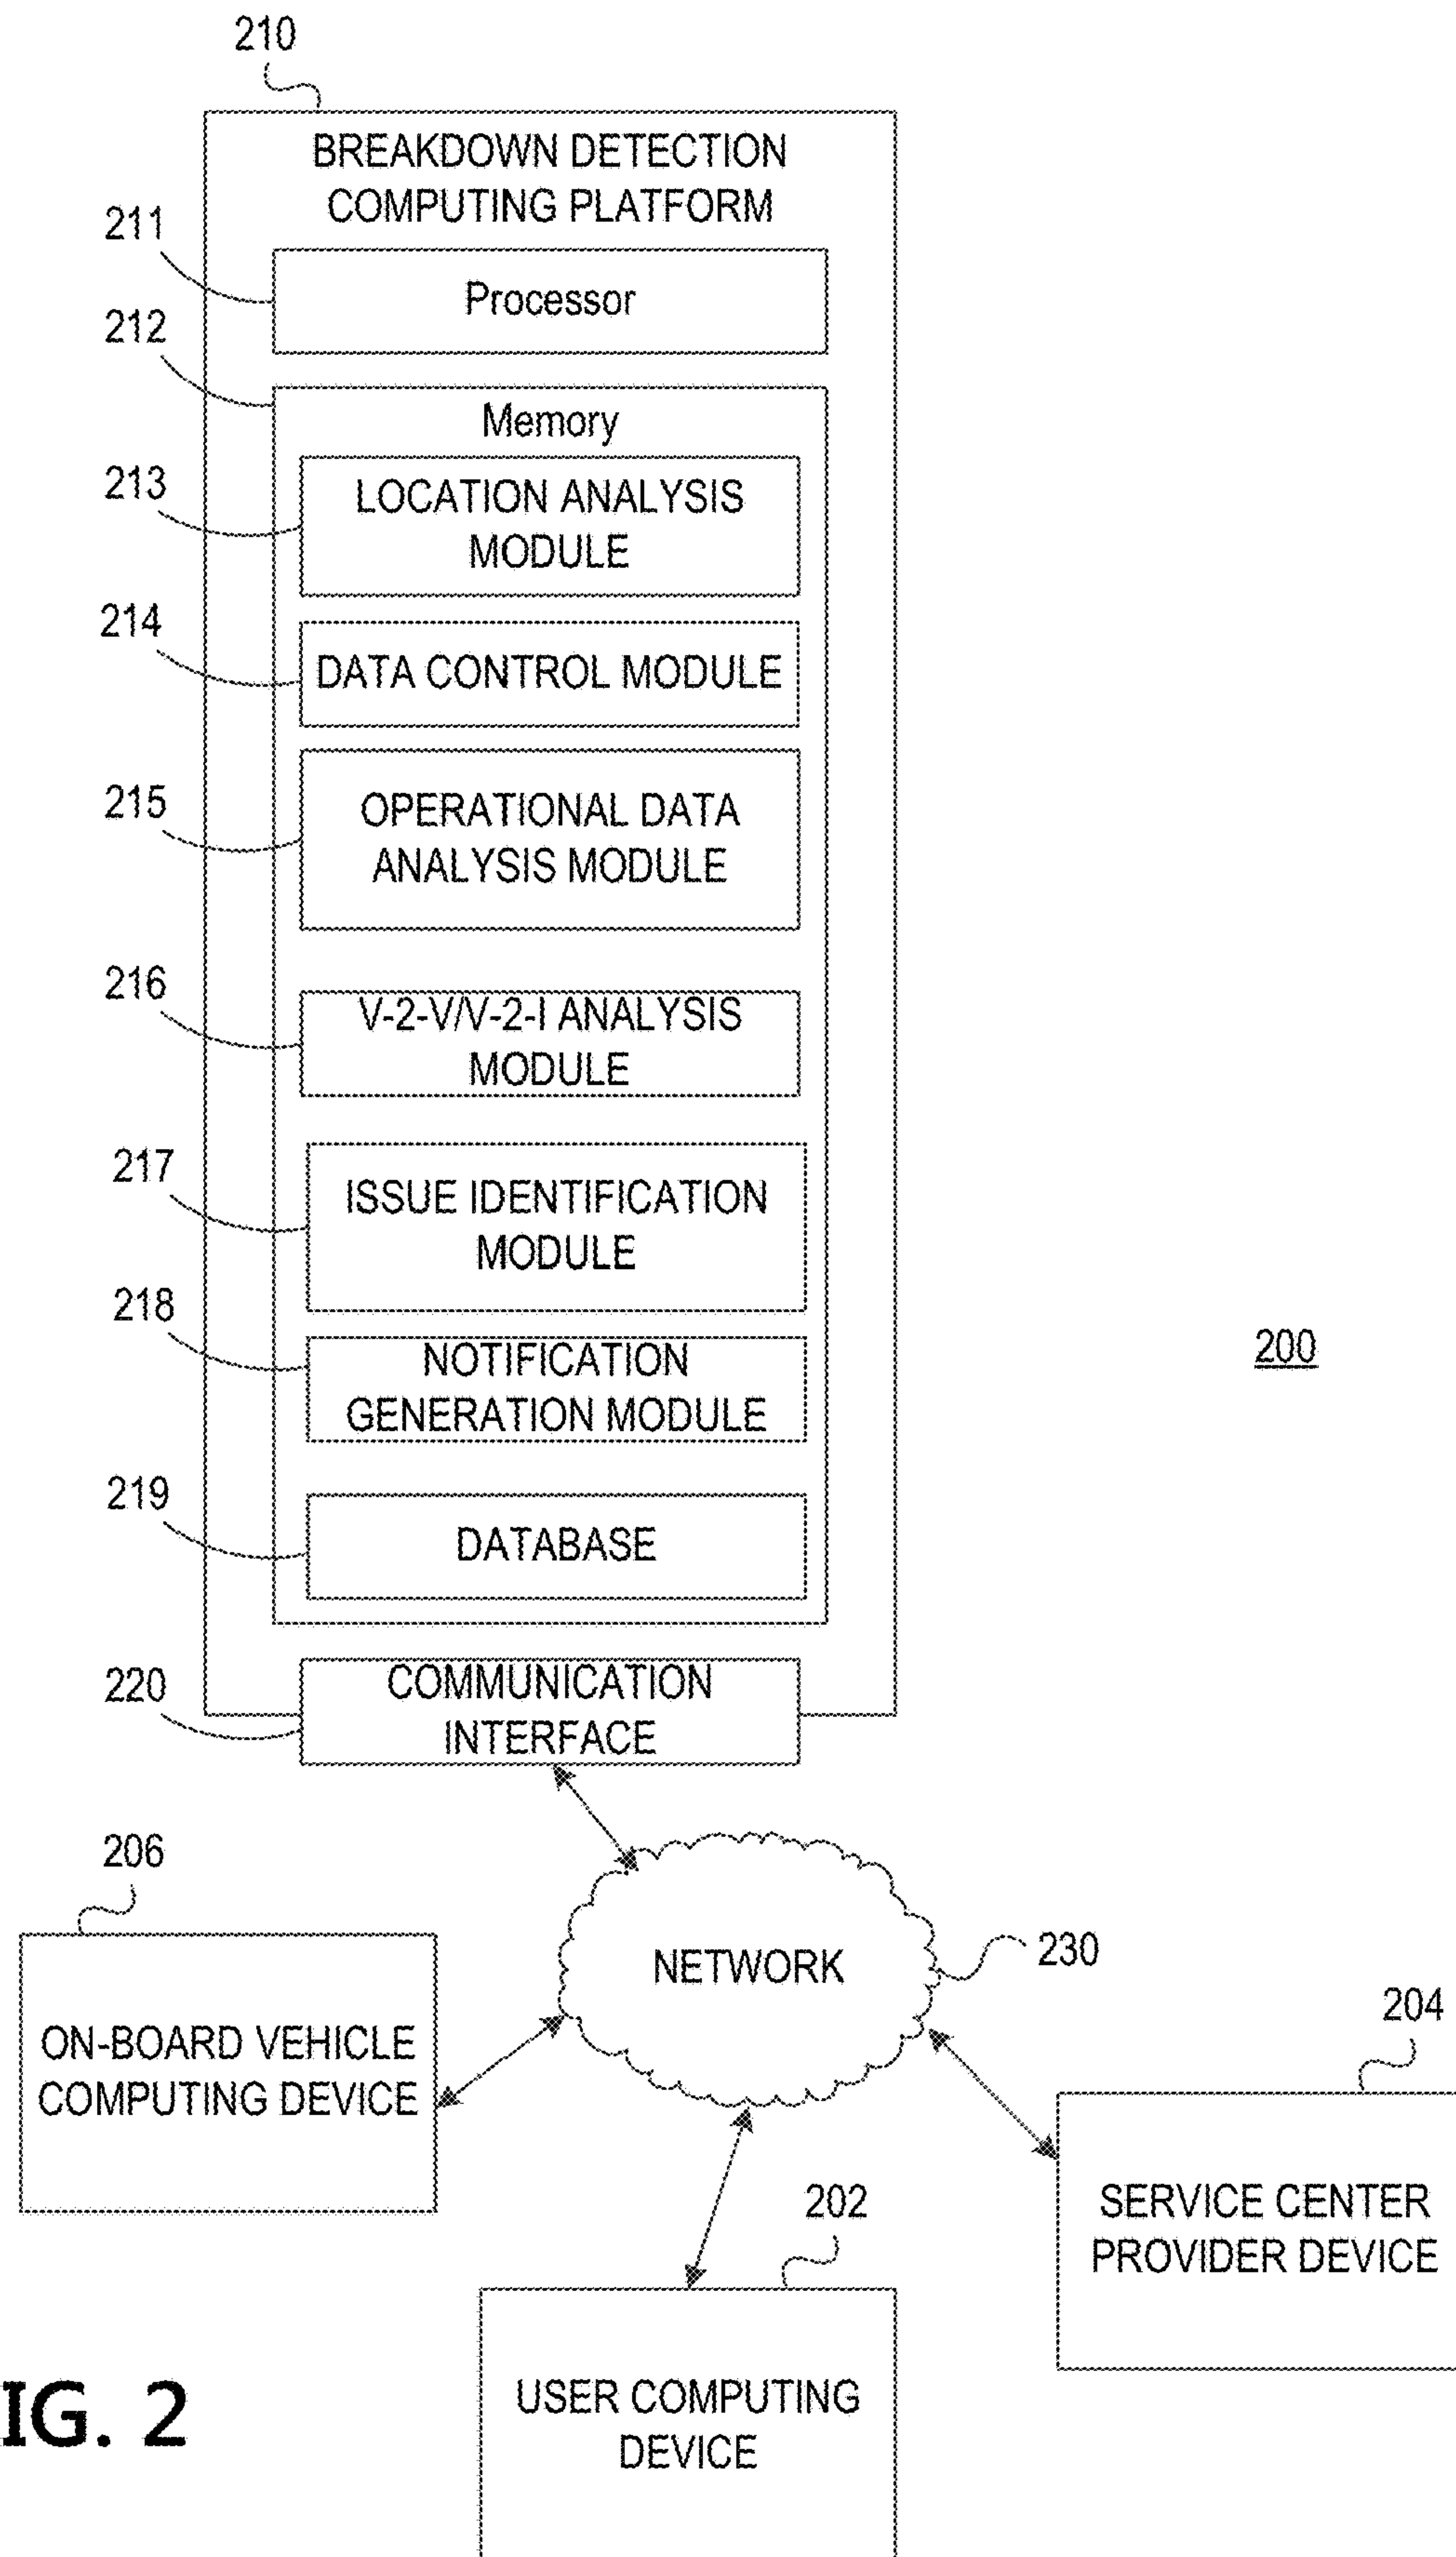 210
BREAKDOWN DETECTION
COMPUTING PLATFORM
211
Processor
212
Memory
213
LOCATION ANALYSIS
MODULE
214
DATA CONTROL MODULE
215
OPERATIONAL DATA
ANALYSIS MODULE
216
V-2-V/V-2-I ANALYSIS
MODULE
217
ISSUE IDENTIFICATION
MODULE
218
NOTIFICATION
GENERATION MODULE
200
219
DATABASE
220
COMMUNICATION
INTERFACE
206
NETWORK
230
ON-BOARD VEHICLE
COMPUTING DEVICE
204
SERVICE CENTER
PROVIDER DEVICE
202
USER COMPUTING
DEVICE
IG. 2